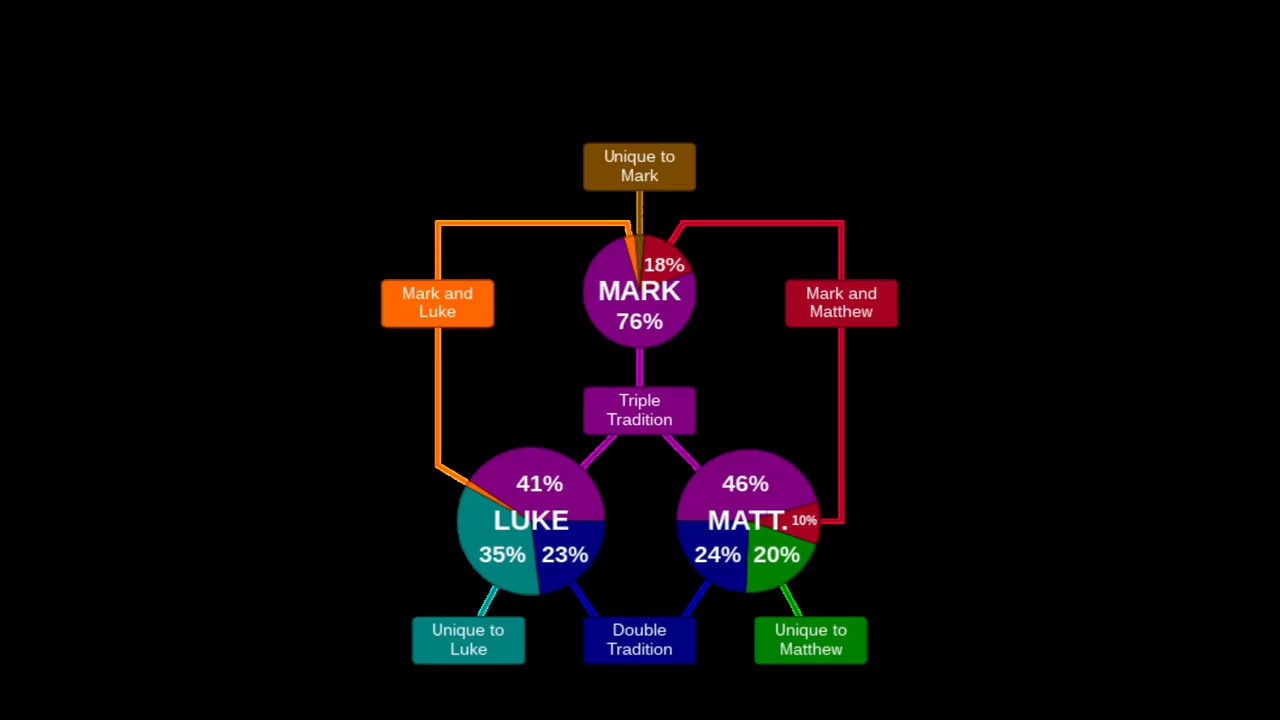 Unique to
Mark
18%
MARK
76%
Mark and
Luke
Mark and
Matthew
Triple
Tradition
41%
LUKE
35%
23%
46%
MATT.
10%
24%
20%
Unique to
Luke
Double
Tradition
Unique to
Matthew